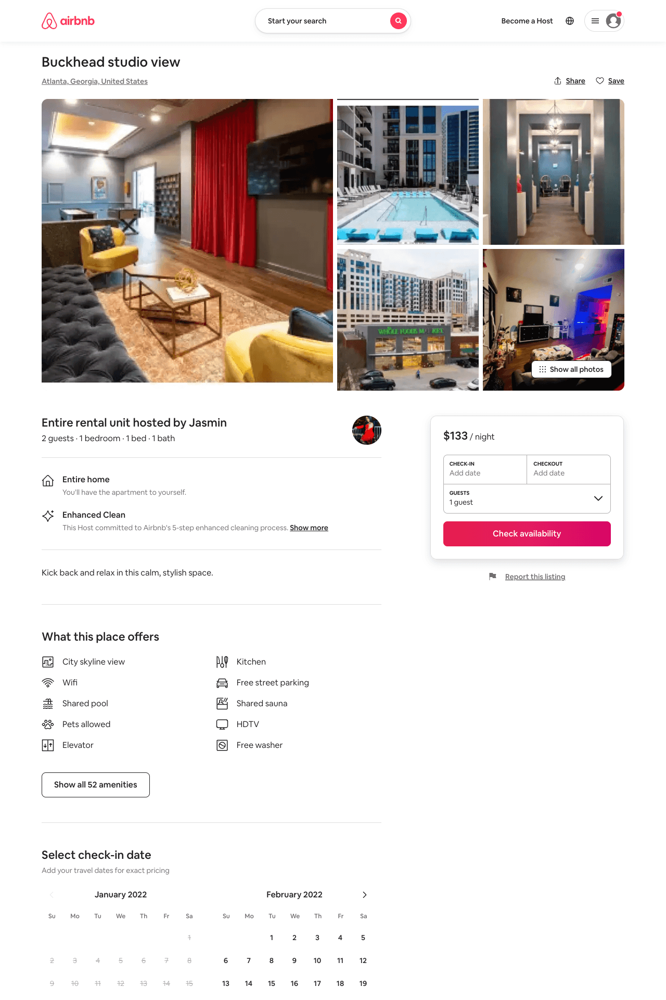 airbnb
Start your search
Become a Host
Buckhead studio view
Atlanta, Georgia, United States
Share
Save
WHOLE FOODS MARKET
Show all photos
Entire rental unit hosted by Jasmin
2 guests · 1 bedroom · 1 bed · 1 bath
Entire home
You'll have the apartment to yourself.
Enhanced Clean
This Host committed to Airbnb's 5-step enhanced cleaning process. Show more
Kick back and relax in this calm, stylish space.
$133 / night
CHECK-IN
Add date
CHECKOUT
Add date
GUESTS
1 guest
Check availability
Report this listing
What this place offers
City skyline view
Kitchen
Wifi
Free street parking
Shared pool
Shared sauna
Pets allowed
HDTV
Elevator
Free washer
Show all 52 amenities
Select check-in date
Add your travel dates for exact pricing
January 2022
Su Mo Tu We Th Fr Sa
1
2 3 4 5 6 7 8
9 10 11 12 13 14 15
February 2022
Su Mo Tu We Th Fr Sa
1 2 3 4 5
6 7 8 9 10 11 12
13 14 15 16 17 18 19